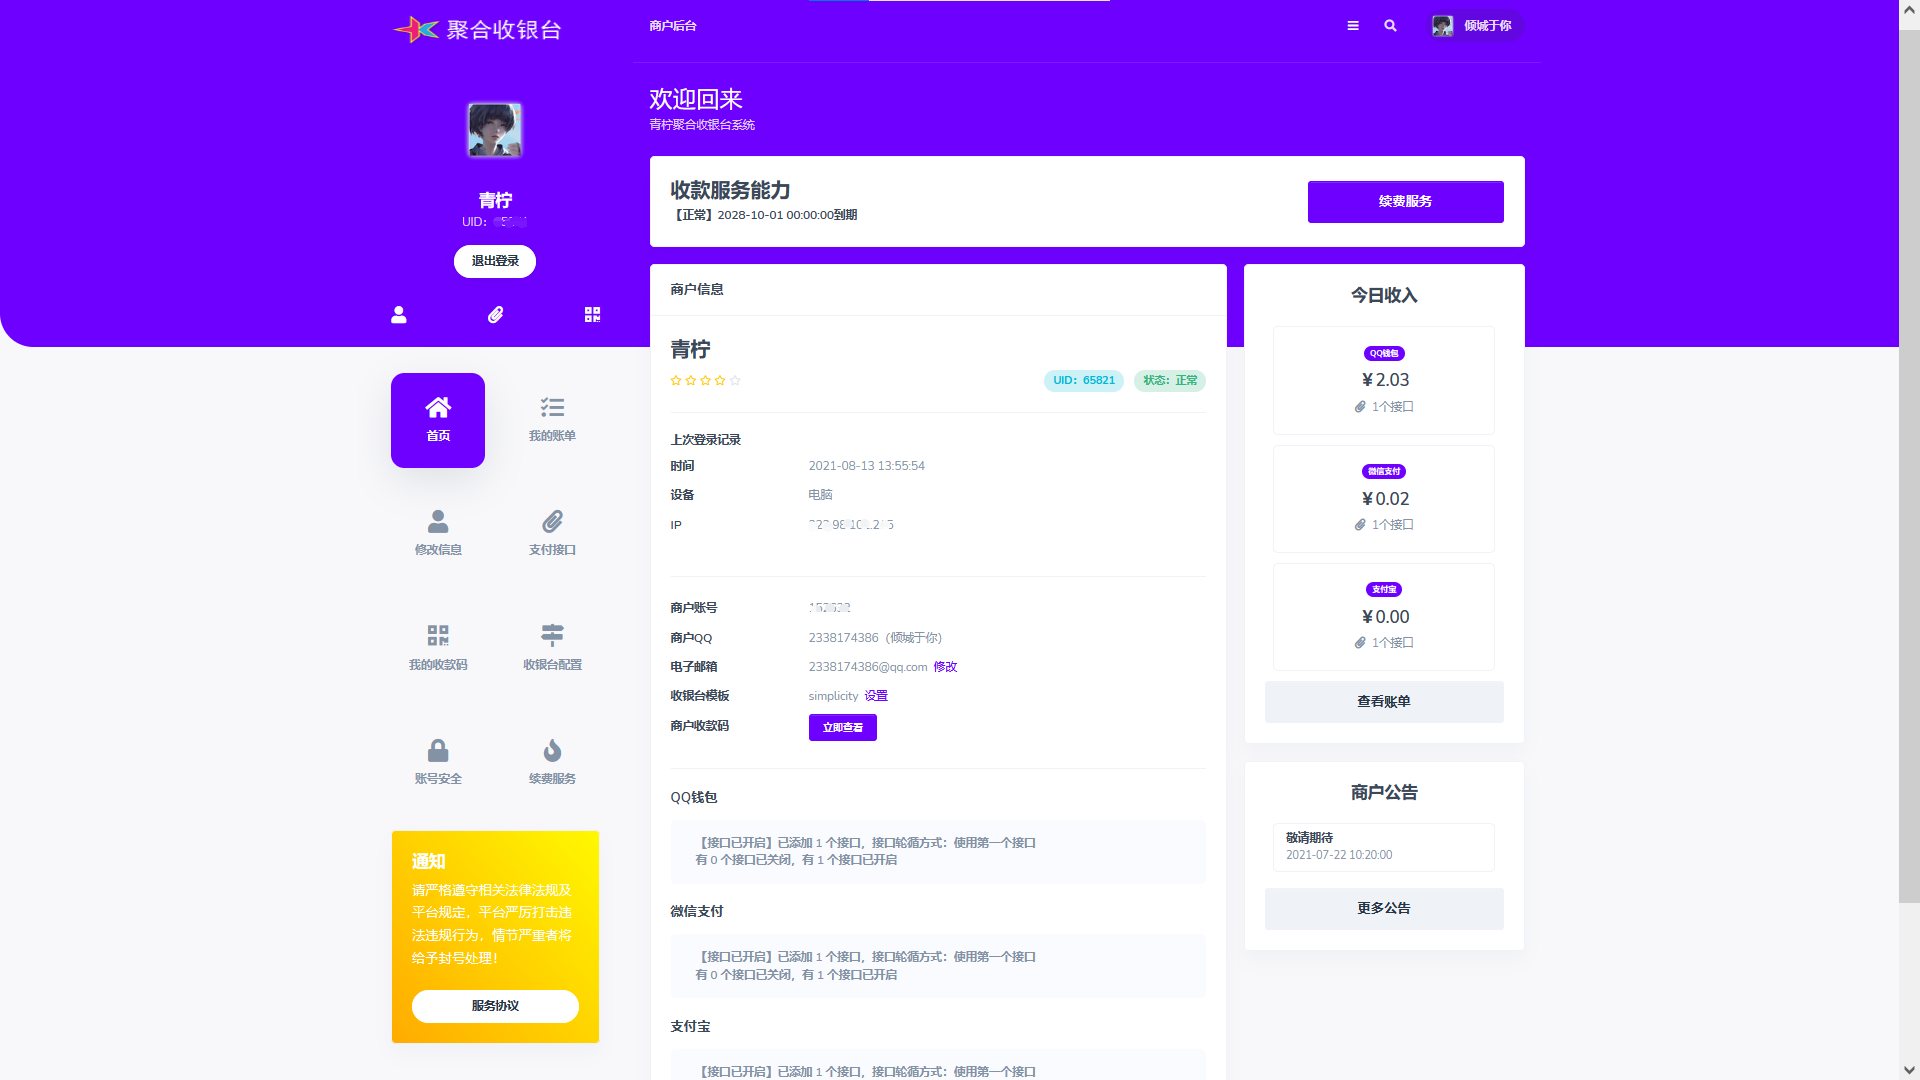 聚合收银台
商户后台
倾城于你
欢迎回来
青柠聚合收银台系统
青柠
UID：
退出登录
收款服务能力
【正常】2028-10-01 00:00:00到期
续费服务
首页
我的账单
修改信息
支付接口
我的收款码
收银台配置
账号安全
续费服务
通知
请严格遵守相关法律法规及
平台规定，平台严厉打击违
法违规行为，情节严重者将
给予封号处理！
服务协议
商户信息
青柠
UID：65821
状态：正常
上次登录记录
时间 2021-08-13 13:55:54
设备 电脑
IP
商户账号
商户QQ 2338174386（倾城于你）
电子邮箱 2338174386@qq.com 修改
收银台模板 simplicity 设置
商户收款码 立即查看
QQ钱包
【接口已开启】已添加 1 个接口，接口轮循方式：使用第一个接口
有 0 个接口已关闭，有 1 个接口已开启
微信支付
【接口已开启】已添加 1 个接口，接口轮循方式：使用第一个接口
有 0 个接口已关闭，有 1 个接口已开启
支付宝
【接口已开启】已添加 1 个接口，接口轮循方式：使用第一个接口
今日收入
QQ钱包
¥2.03
1个接口
微信支付
¥0.02
1个接口
支付宝
¥0.00
1个接口
查看账单
商户公告
敬请期待
2021-07-22 10:20:00
更多公告